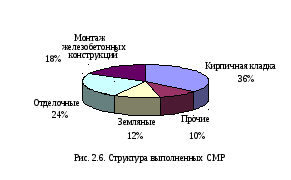 Монтаж
железобетонных
конструкций
18%
Кирпичная кладка
36%
Отделочные
24%
Земляные
12%
Прочие
10%
Рис. 2.6. Структура выполненных СМР